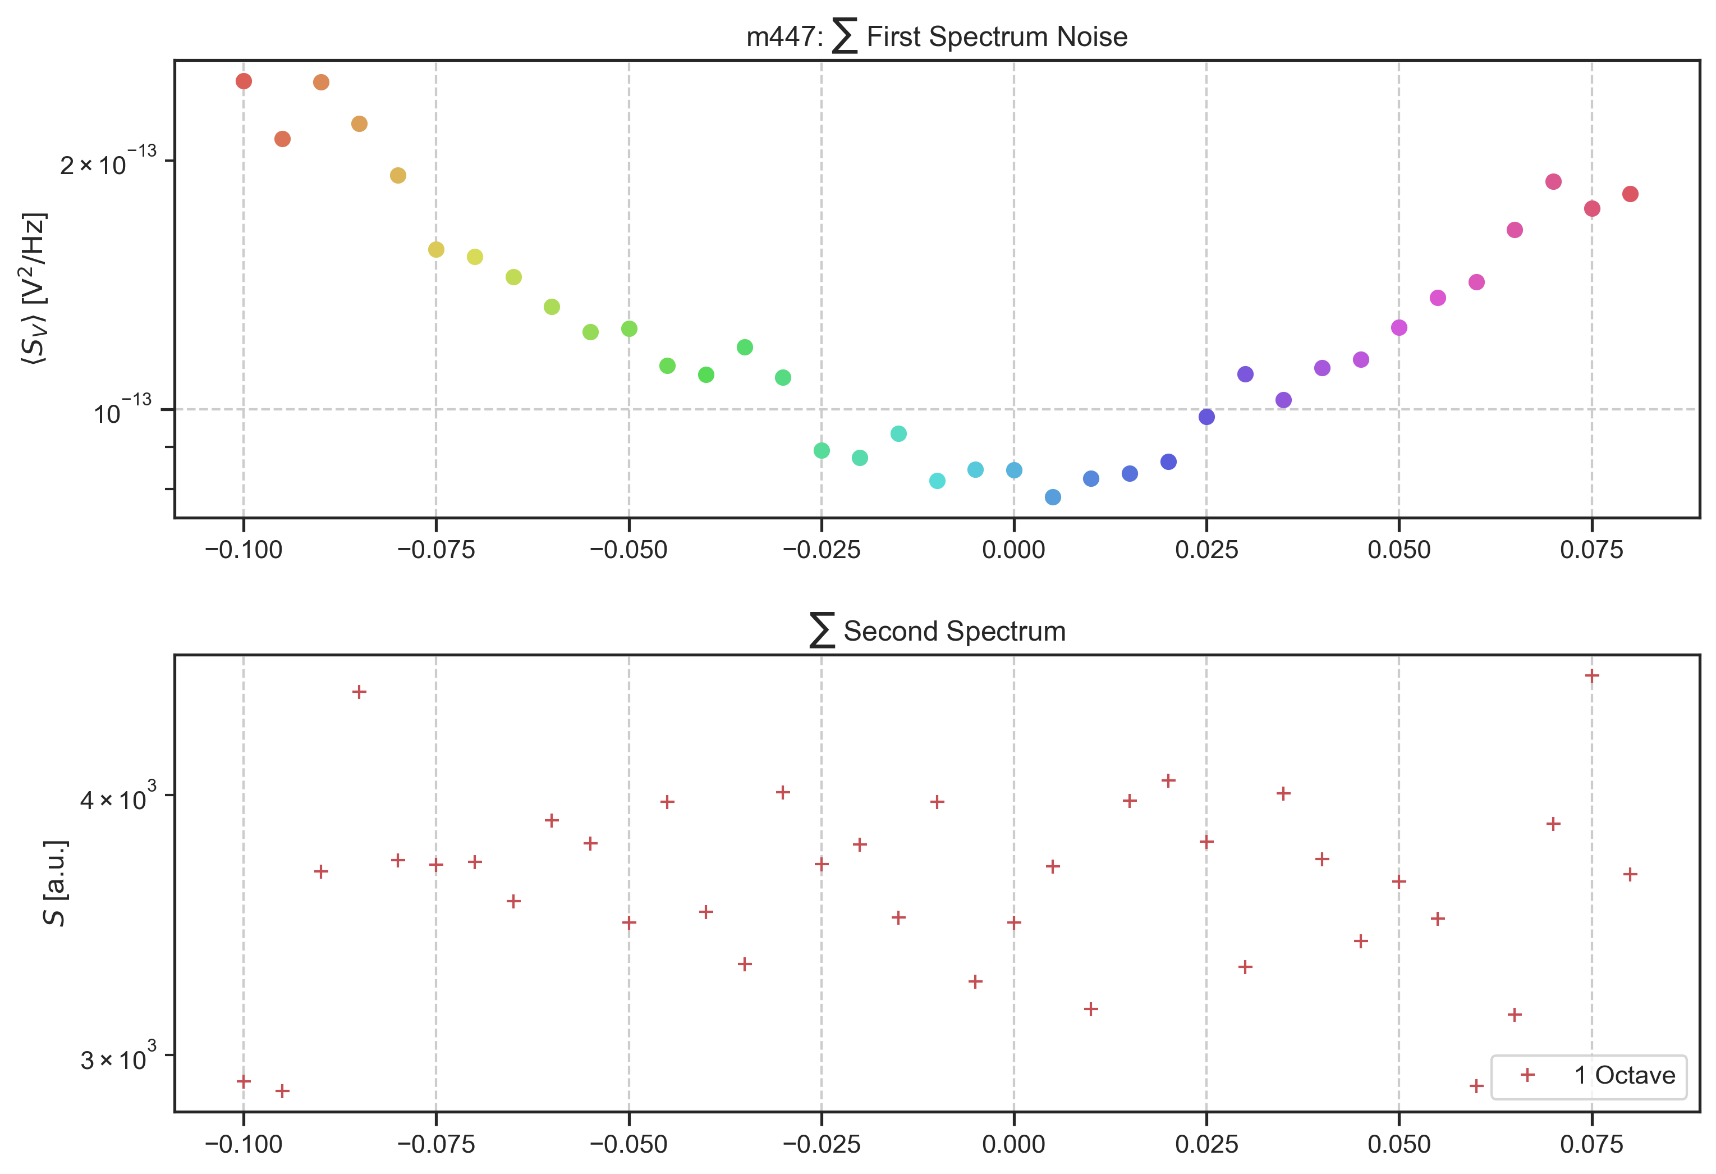 m447: ∑ First Spectrum Noise
⟨S_V⟩ [V²/Hz]
2 × 10⁻¹³
10⁻¹³
−0.100 −0.075 −0.050 −0.025 0.000 0.025 0.050 0.075
∑ Second Spectrum
S [a.u.]
4 × 10³
3 × 10³
1 Octave
−0.100 −0.075 −0.050 −0.025 0.000 0.025 0.050 0.075